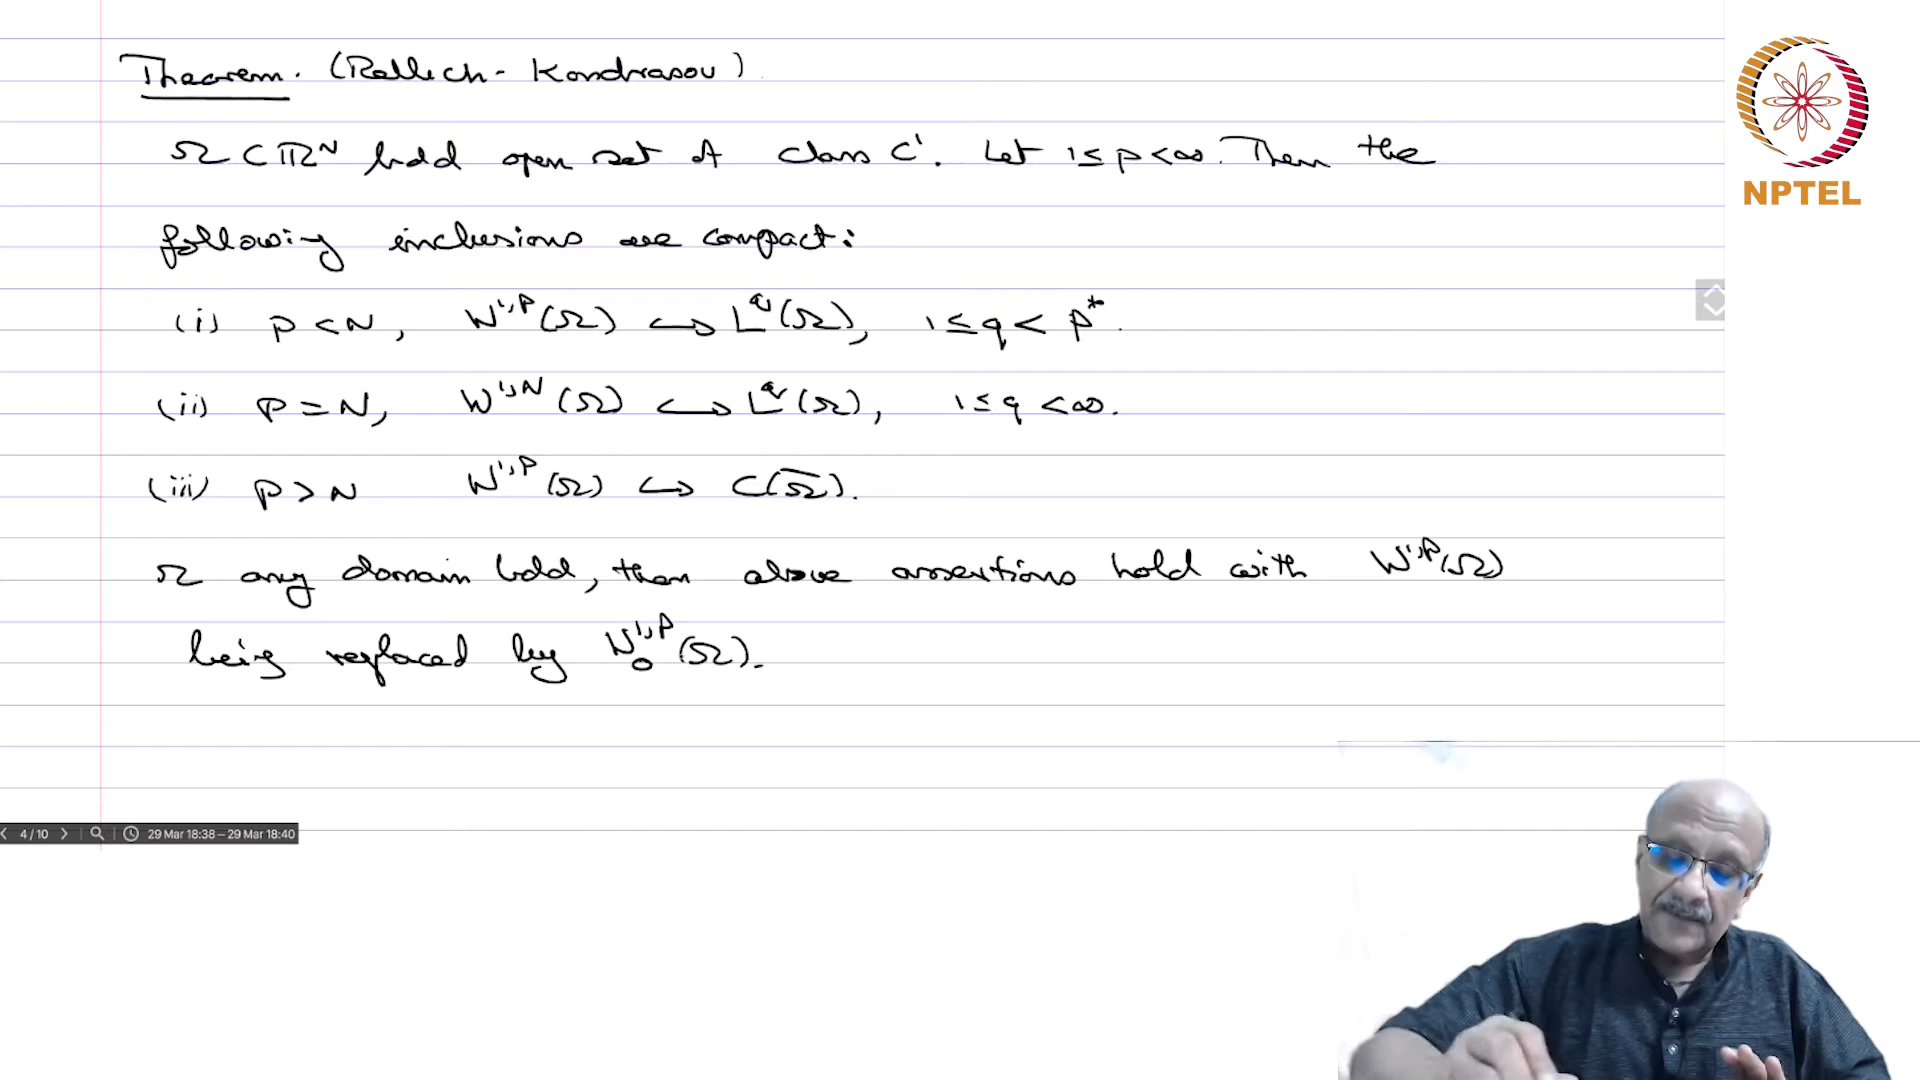 Theorem. (Rellich - Kondrasov)
Ω ⊂ ℝᴺ bdd open set of class C¹. Let 1 ≤ p < ∞. Then the
following inclusions are compact:
(i) p < N, W¹,ᵖ(Ω) ↪ L^q(Ω), 1 ≤ q < p*.
(ii) p = N, W¹,ᴺ(Ω) ↪ L^q(Ω), 1 ≤ q < ∞.
(iii) p > N W¹,ᵖ(Ω) ↪ C(Ω̅).
Ω any domain bdd, then above assertions hold with W¹,ᵖ(Ω)
being replaced by W₀¹,ᵖ(Ω).
NPTEL
4/10 29 Mar 18:38 – 29 Mar 18:40